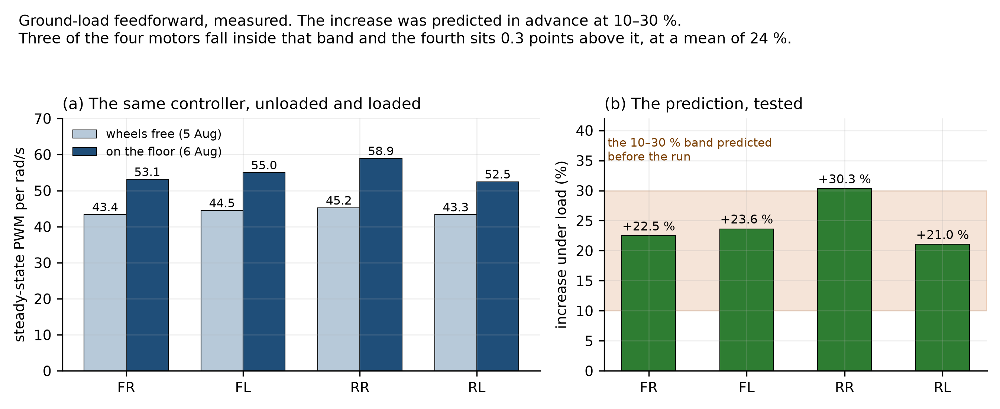 Ground-load feedforward, measured. The increase was predicted in advance at 10–30 %.
Three of the four motors fall inside that band and the fourth sits 0.3 points above it, at a mean of 24 %.
(a) The same controller, unloaded and loaded
steady-state PWM per rad/s
70
60
50
40
30
20
10
0
wheels free (5 Aug)
on the floor (6 Aug)
43.4
53.1
44.5
55.0
45.2
58.9
43.3
52.5
FR
FL
RR
RL
(b) The prediction, tested
increase under load (%)
40
35
30
25
20
15
10
5
0
the 10–30 % band predicted
before the run
+22.5 %
+23.6 %
+30.3 %
+21.0 %
FR
FL
RR
RL